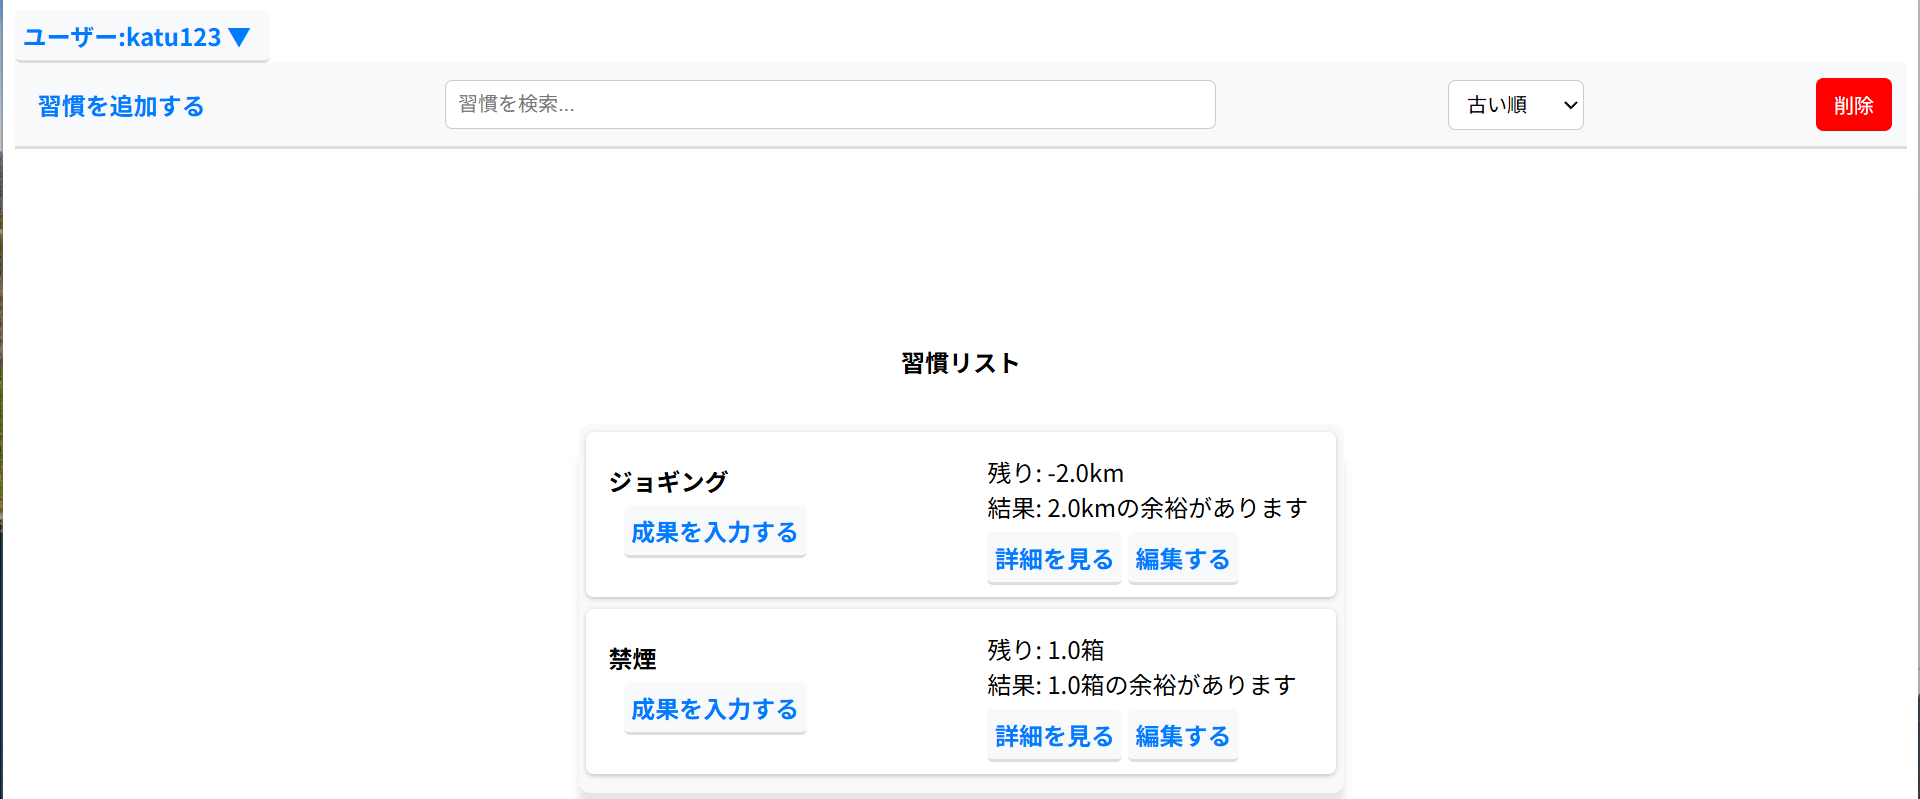 ユーザー:katu123 ▼
習慣を追加する
習慣を検索...
古い順
削除
習慣リスト
ジョギング
成果を入力する
残り: -2.0km
結果: 2.0kmの余裕があります
詳細を見る 編集する
禁煙
成果を入力する
残り: 1.0箱
結果: 1.0箱の余裕があります
詳細を見る 編集する